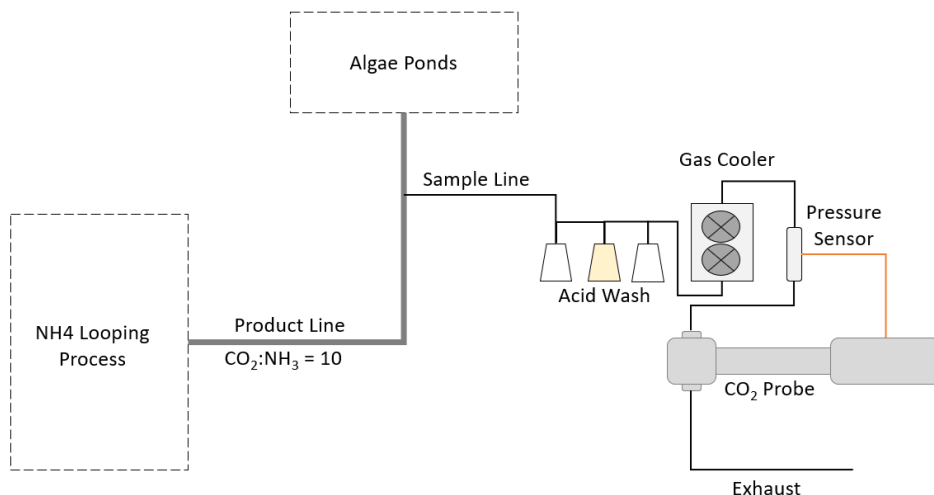 Algae Ponds
Gas Cooler
Sample Line
Pressure
Sensor
Acid Wash
NH4 Looping
Process
Product Line
CO₂:NH₃ = 10
CO₂ Probe
Exhaust